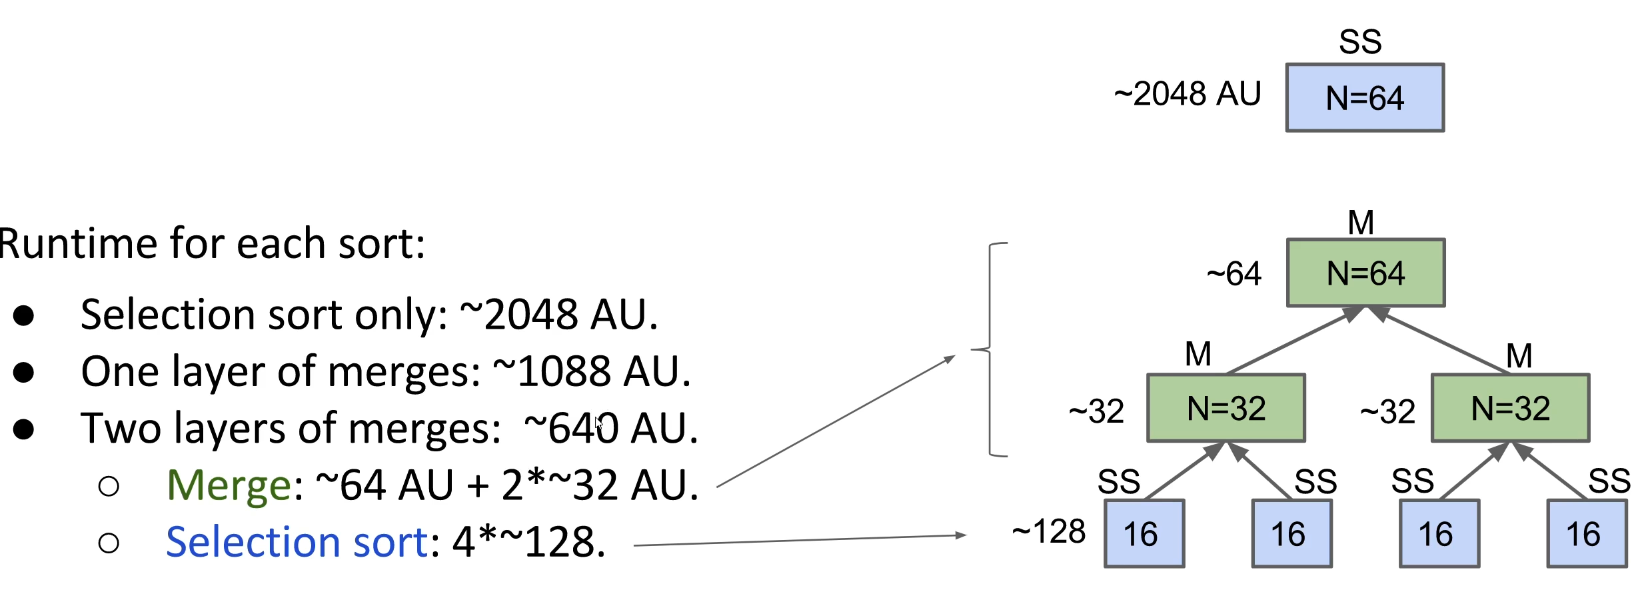 SS
~2048 AU
N=64
Runtime for each sort:
● Selection sort only: ~2048 AU.
● One layer of merges: ~1088 AU.
● Two layers of merges: ~640 AU.
○ Merge: ~64 AU + 2*~32 AU.
○ Selection sort: 4*~128.
M
~64
N=64
M
M
~32
N=32
~32
N=32
SS
SS
SS
SS
~128
16
16
16
16